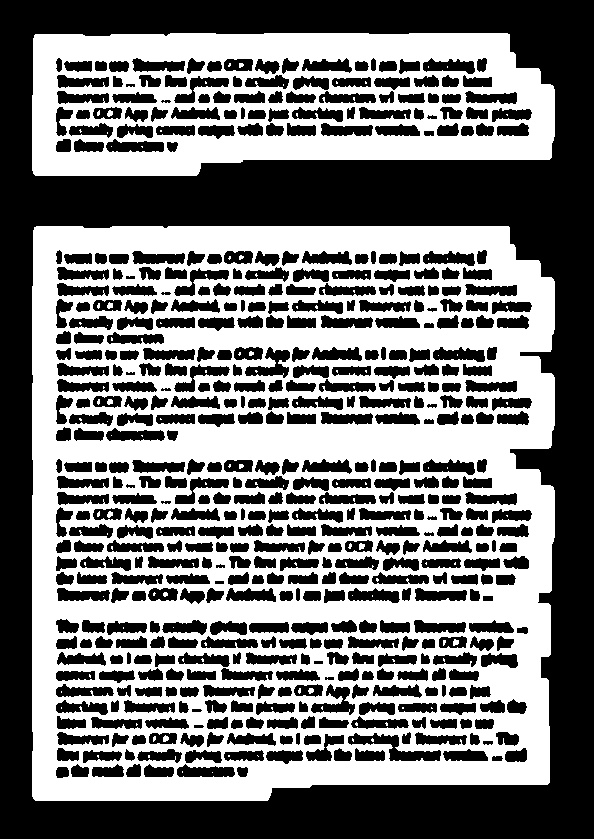 I want to use Tesseract for an OCR App for Android, so I am just checking if
Tesseract is ... The first picture is actually giving correct output with the latest
Tesseract version. ... and as the result all those characters wI want to use Tesseract
for an OCR App for Android, so I am just checking if Tesseract is ... The first picture
is actually giving correct output with the latest Tesseract version. ... and as the result
all those characters w
I want to use Tesseract for an OCR App for Android, so I am just checking if
Tesseract is ... The first picture is actually giving correct output with the latest
Tesseract version. ... and as the result all those characters wI want to use Tesseract
for an OCR App for Android, so I am just checking if Tesseract is ... The first picture
is actually giving correct output with the latest Tesseract version. ... and as the result
all those characters
wI want to use Tesseract for an OCR App for Android, so I am just checking if
Tesseract is ... The first picture is actually giving correct output with the latest
Tesseract version. ... and as the result all those characters wI want to use Tesseract
for an OCR App for Android, so I am just checking if Tesseract is ... The first picture
is actually giving correct output with the latest Tesseract version. ... and as the result
all those characters w
I want to use Tesseract for an OCR App for Android, so I am just checking if
Tesseract is ... The first picture is actually giving correct output with the latest
Tesseract version. ... and as the result all those characters wI want to use Tesseract
for an OCR App for Android, so I am just checking if Tesseract is ... The first picture
is actually giving correct output with the latest Tesseract version. ... and as the result
all those characters wI want to use Tesseract for an OCR App for Android, so I am
just checking if Tesseract is ... The first picture is actually giving correct output with
the latest Tesseract version. ... and as the result all those characters wI want to use
Tesseract for an OCR App for Android, so I am just checking if Tesseract is ...
The first picture is actually giving correct output with the latest Tesseract version. ...
and as the result all those characters wI want to use Tesseract for an OCR App for
Android, so I am just checking if Tesseract is ... The first picture is actually giving
correct output with the latest Tesseract version. ... and as the result all those
characters wI want to use Tesseract for an OCR App for Android, so I am just
checking if Tesseract is ... The first picture is actually giving correct output with the
latest Tesseract version. ... and as the result all those characters wI want to use
Tesseract for an OCR App for Android, so I am just checking if Tesseract is ... The
first picture is actually giving correct output with the latest Tesseract version. ... and
as the result all those characters w